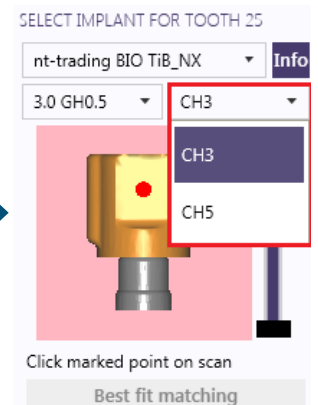 SELECT IMPLANT FOR TOOTH 25
nt-trading BIO TiB_NX Info
3.0 GH0.5 CH3
CH3
CH5
Click marked point on scan
Best fit matching